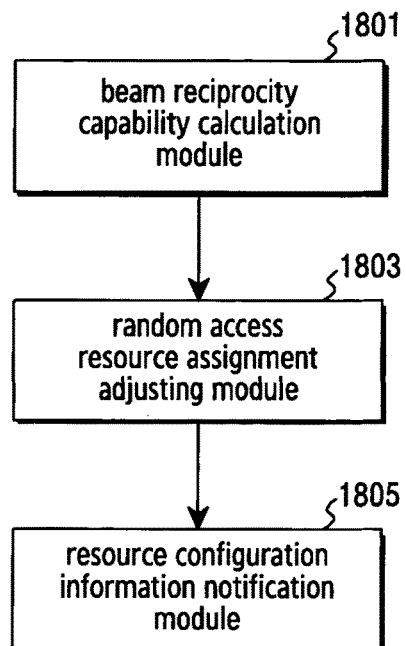 1801
beam reciprocity
capability calculation
module
1803
random access
resource assignment
adjusting module
1805
resource configuration
information notification
module